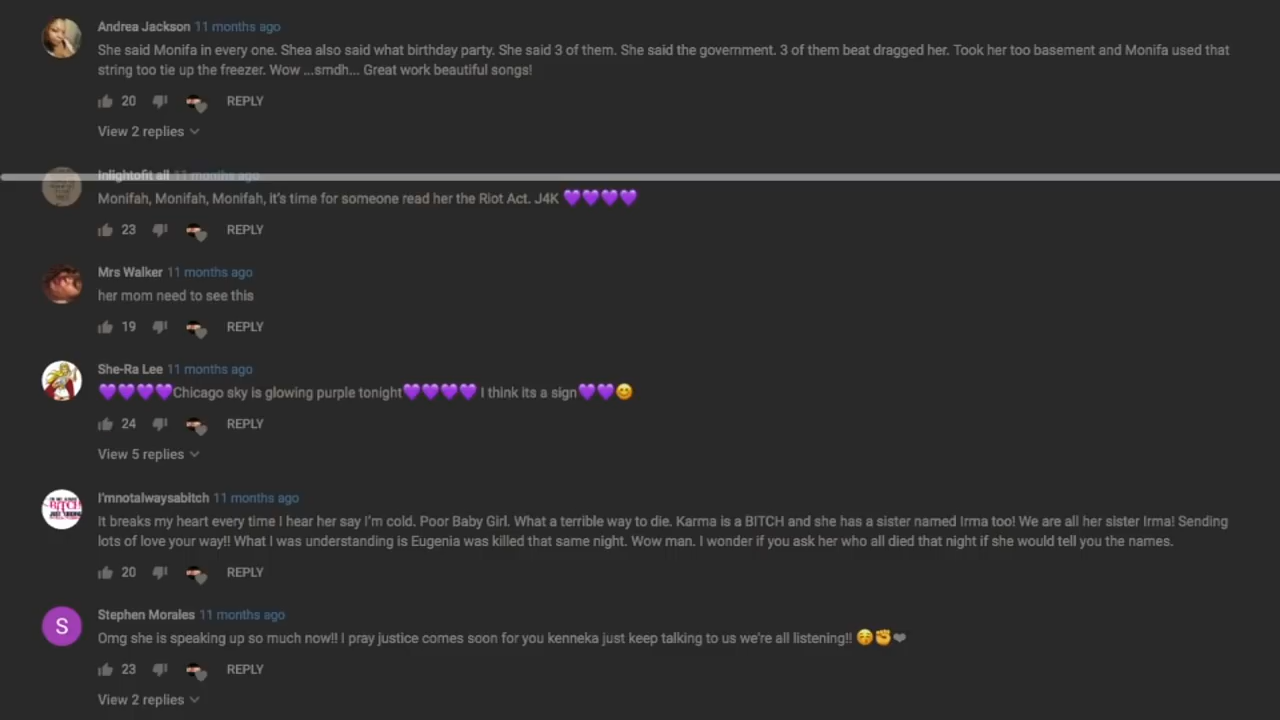 Andrea Jackson 11 months ago
She said Monifa in every one. Shea also said what birthday party. She said 3 of them. She said the government. 3 of them beat dragged her. Took her too basement and Monifa used that
string too tie up the freezer. Wow ...smdh... Great work beautiful songs!
20 REPLY
View 2 replies
Inlightofit all 11 months ago
Monifah, Monifah, Monifah, it's time for someone read her the Riot Act. J4K 💜💜💜💜
23 REPLY
Mrs Walker 11 months ago
her mom need to see this
19 REPLY
She-Ra Lee 11 months ago
💜💜💜💜Chicago sky is glowing purple tonight💜💜💜💜 I think its a sign💜💜😊
24 REPLY
View 5 replies
I'mnotalwaysabitch 11 months ago
It breaks my heart every time I hear her say I'm cold. Poor Baby Girl. What a terrible way to die. Karma is a BITCH and she has a sister named Irma too! We are all her sister Irma! Sending
lots of love your way!! What I was understanding is Eugenia was killed that same night. Wow man. I wonder if you ask her who all died that night if she would tell you the names.
20 REPLY
S
Stephen Morales 11 months ago
Omg she is speaking up so much now!! I pray justice comes soon for you kenneka just keep talking to us we're all listening!! 😚✊❤
23 REPLY
View 2 replies